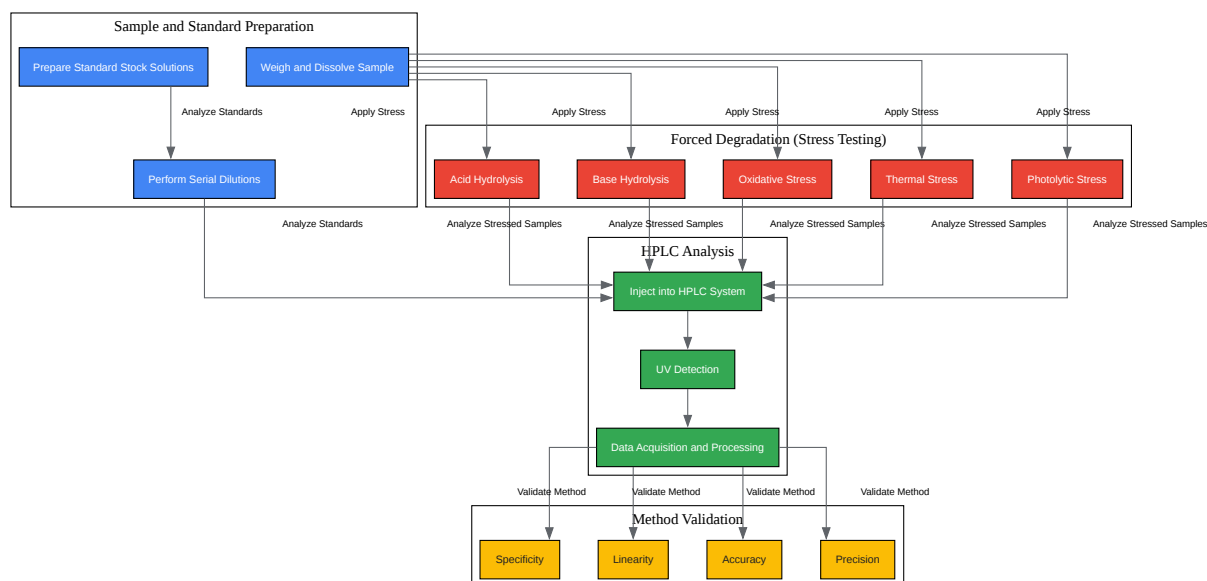 Sample and Standard Preparation
Prepare Standard Stock Solutions
Weigh and Dissolve Sample
Analyze Standards
Apply Stress
Apply Stress
Apply Stress
Apply Stress
Apply Stress
Forced Degradation (Stress Testing)
Perform Serial Dilutions
Acid Hydrolysis
Base Hydrolysis
Oxidative Stress
Thermal Stress
Photolytic Stress
Analyze Standards
Analyze Stressed Samples
Analyze Stressed Samples
Analyze Stressed Samples
Analyze Stressed Samples
Analyze Stressed Samples
HPLC Analysis
Inject into HPLC System
UV Detection
Data Acquisition and Processing
Validate Method
Validate Method
Validate Method
Validate Method
Method Validation
Specificity
Linearity
Accuracy
Precision